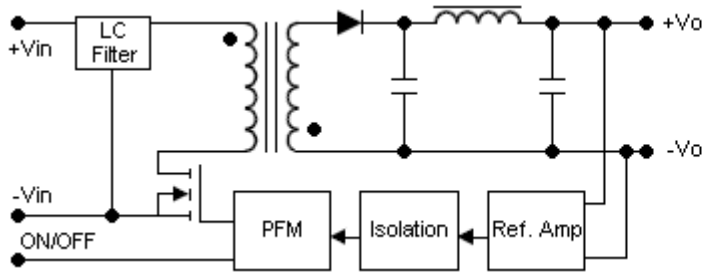 LC
Filter
+Vin
+Vo
-Vo
-Vin
ON/OFF
PFM
Isolation
Ref. Amp